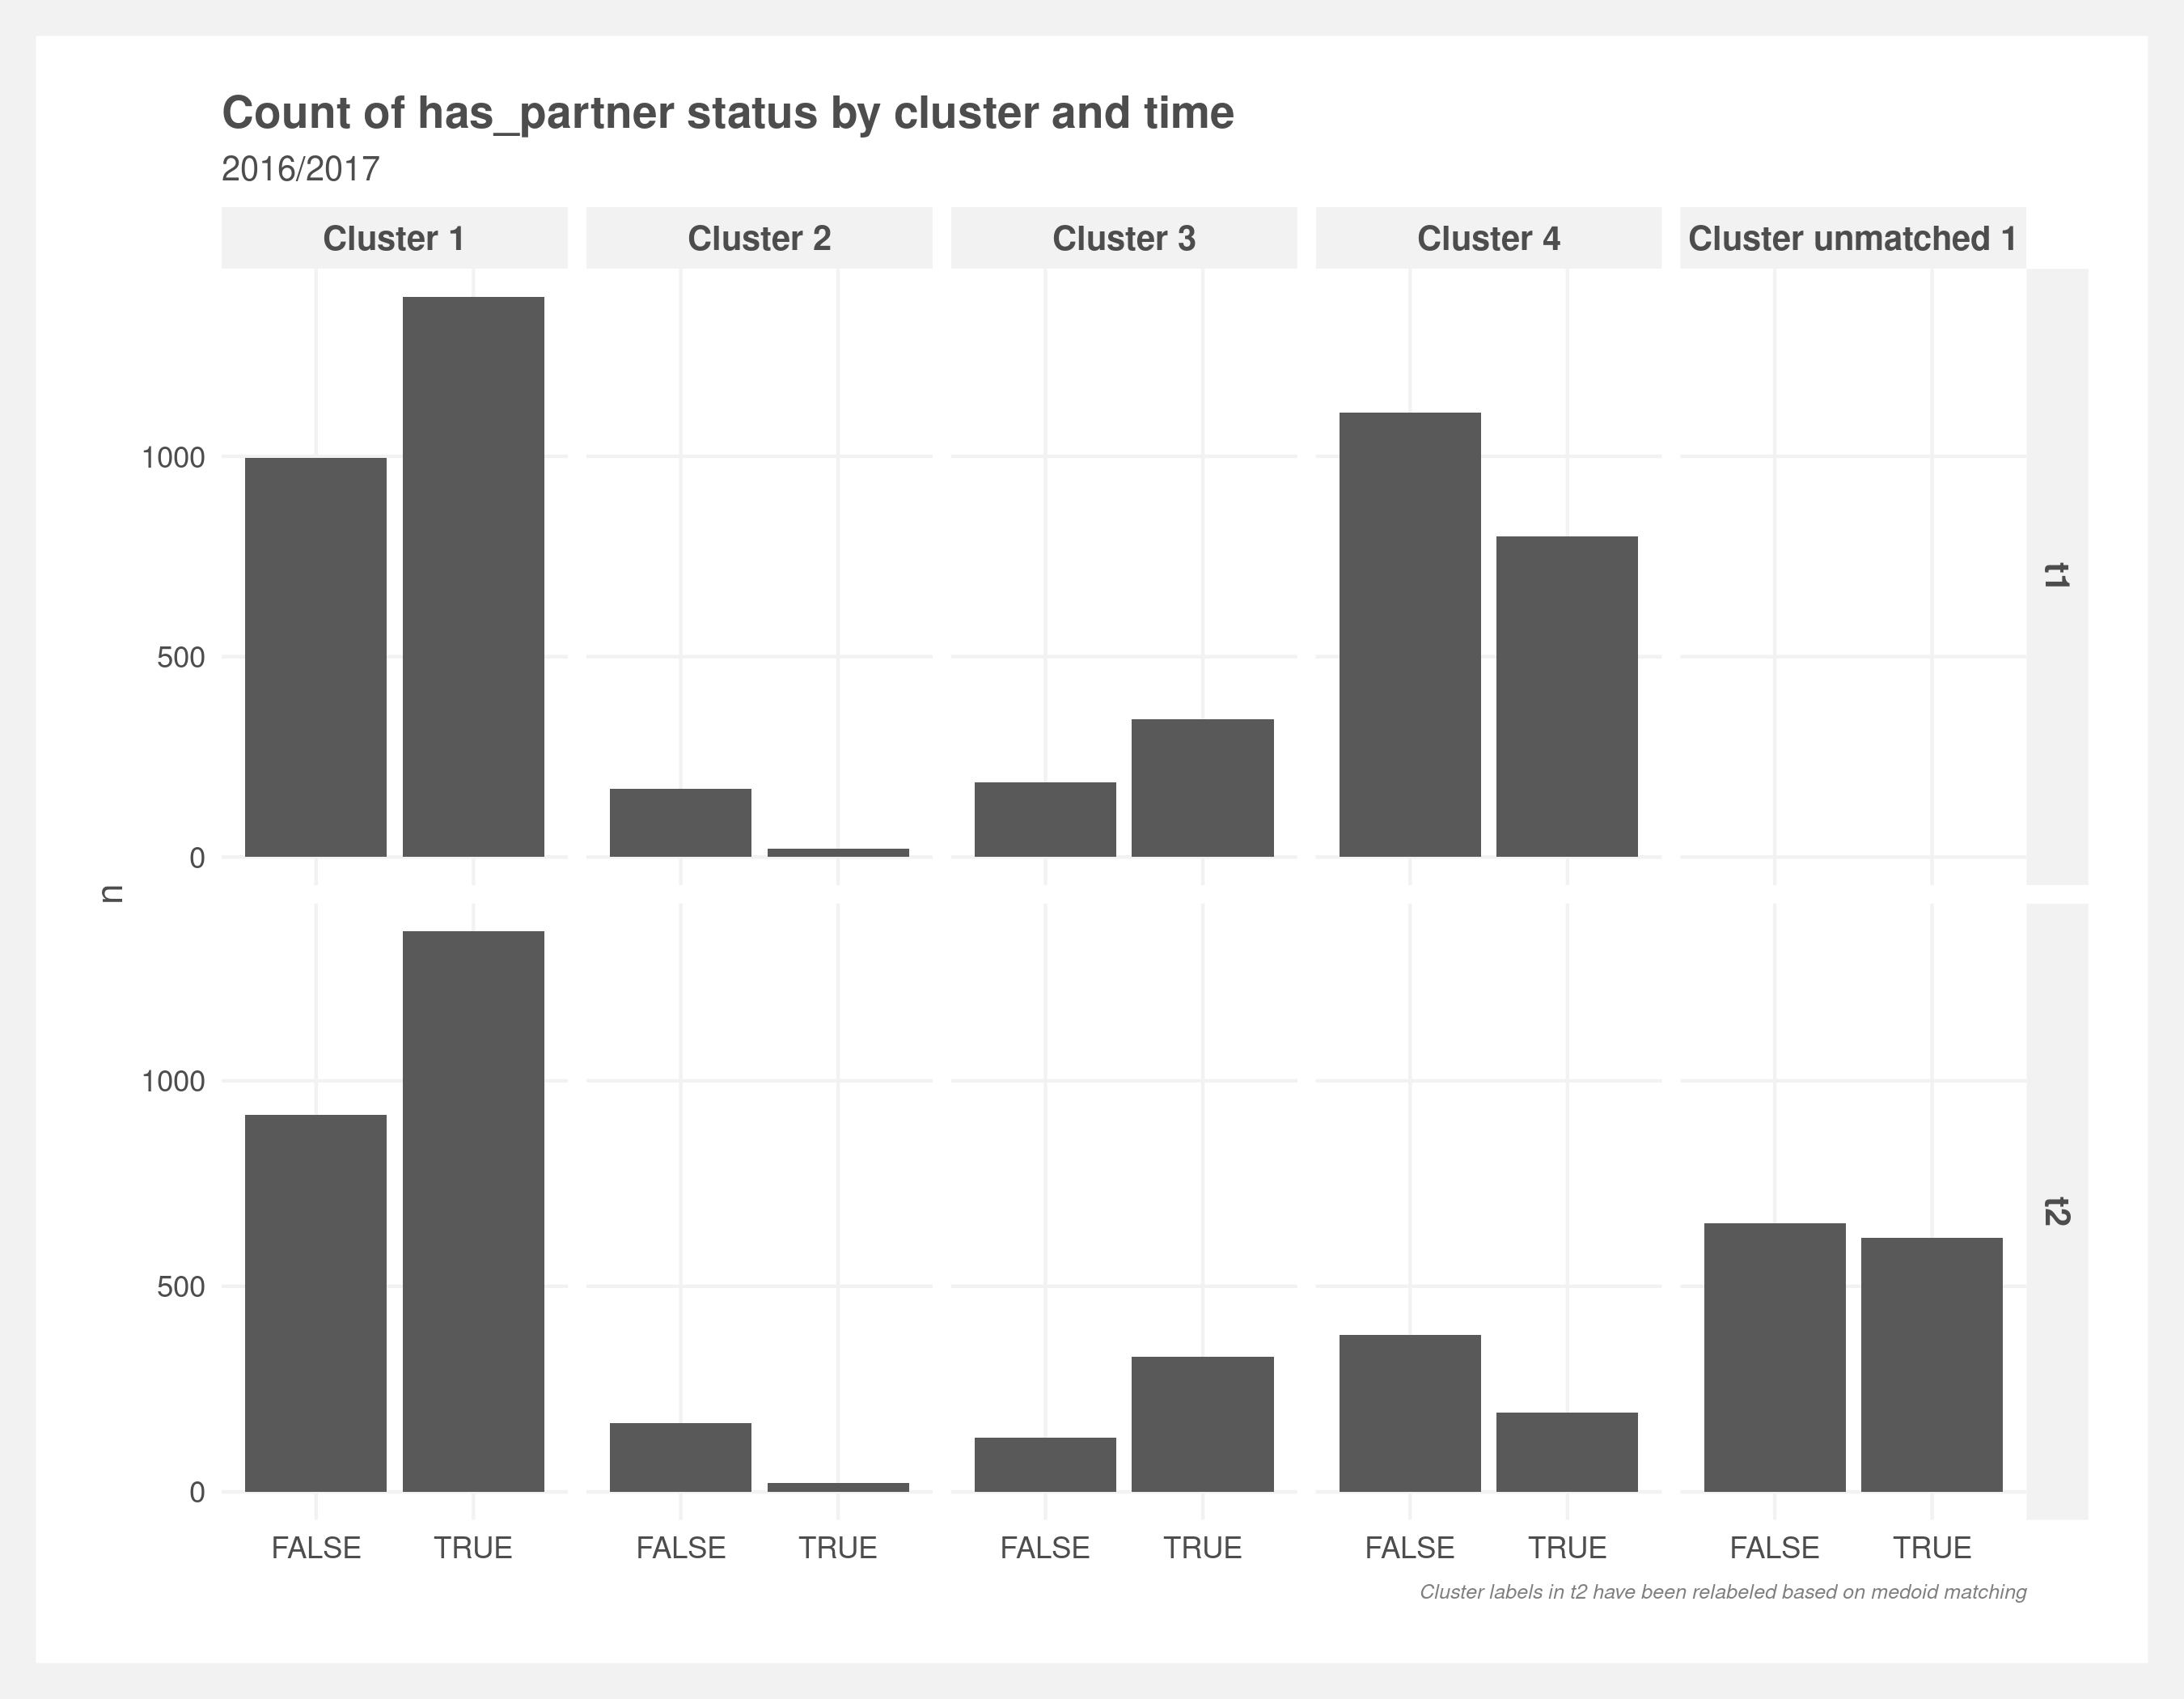 Count of has_partner status by cluster and time
2016/2017
Cluster 1
Cluster 2
Cluster 3
Cluster 4
Cluster unmatched 1
1000
500
0
t1
n
1000
500
0
t2
FALSE TRUE FALSE TRUE FALSE TRUE FALSE TRUE FALSE TRUE
Cluster labels in t2 have been relabeled based on medoid matching